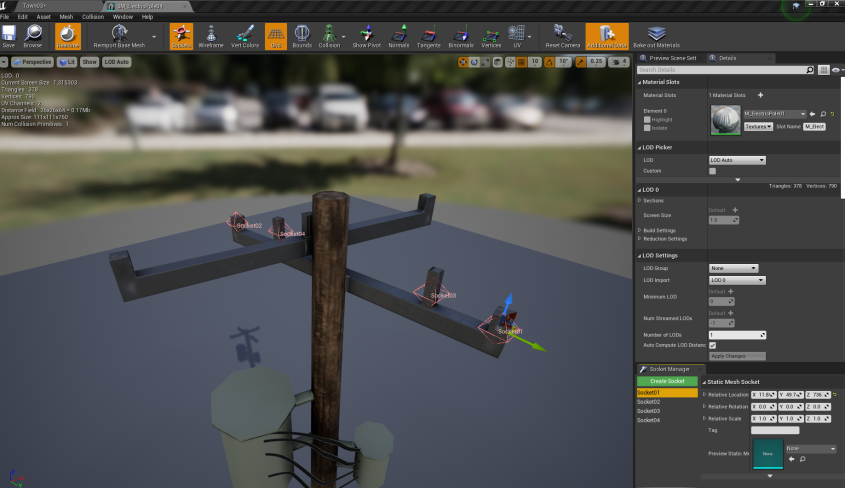 Town03*
SM_ElectricPole04
File Edit Asset Mesh Collision Window Help
Save Browse Realtime Reimport Base Mesh Sockets Wireframe Vert Colors Grid Bounds Collision Show Pivot Normals Tangents Binormals Vertices UV Reset Camera Additional Data Bake out Materials
Perspective Lit Show LOD Auto
10 10° 0.25 4
LOD: 0
Current Screen Size: 1.315303
Triangles: 378
Vertices: 790
UV Channels: 2
Distance Field: 26x26x64 = 0.17Mb
Approx Size: 111x111x760
Num Collision Primitives: 1
Socket02
Socket04
Socket03
Socket01
Preview Scene Sett Details
Search Details
Material Slots
Material Slots 1 Material Slots
Element 0
Highlight
Isolate
M_ElectricPole01
Textures Slot Name M_Elect
LOD Picker
LOD LOD Auto
Custom
Triangles: 378 Vertices: 790
LOD 0
Sections
Screen Size Default
1.0
Build Settings
Reduction Settings
LOD Settings
LOD Group None
LOD Import LOD 0
Minimum LOD Default
0
Num Streamed LODs Default
Number of LODs 1
Auto Compute LOD Distanc
Apply Changes
Socket Manager
Create Socket
Socket01
Socket02
Socket03
Socket04
Static Mesh Socket
Relative Location X 11.8 Y 49.7 Z 736.
Relative Rotation X 0.0 Y 0.0 Z 0.0
Relative Scale X 1.0 Y 1.0 Z 1.0
Tag
Preview Static M None None